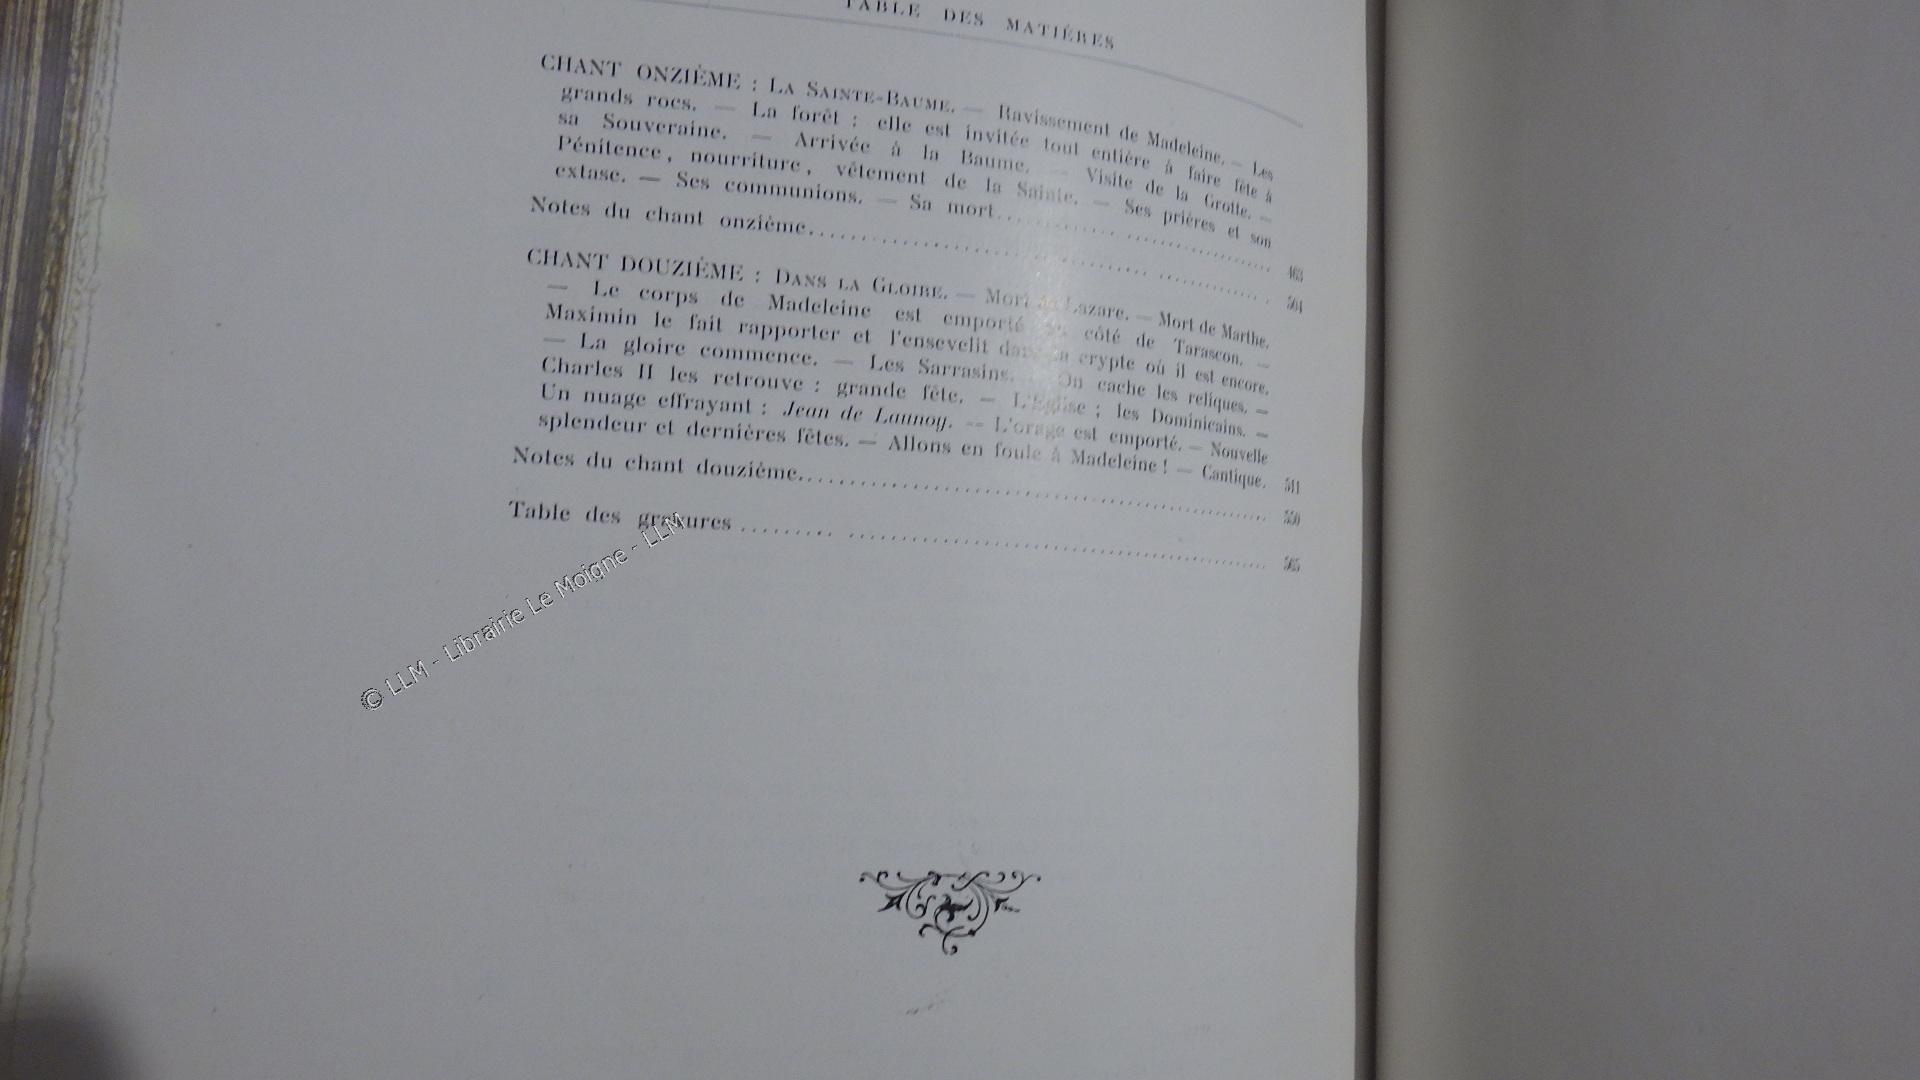 TABLE DES MATIÈRES
CHANT ONZIÈME : LA SAINTE-BAUME. — Ravissement de Madeleine. — Les
grands rocs. — La forêt : elle est invitée tout entière à faire fête à
sa Souveraine. — Arrivée à la Baume. — Visite de la Grotte. —
Pénitence, nourriture, vêtement de la Sainte. — Ses prières et son
extase. — Ses communions. — Sa mort. 463
Notes du chant onzième. 504
CHANT DOUZIÈME : DANS LA GLOIRE. — Mort de Lazare. — Mort de Marthe.
— Le corps de Madeleine est emporté du côté de Tarascon. —
Maximin le fait rapporter et l'ensevelit dans la crypte où il est encore.
— La gloire commence. — Les Sarrasins. — On cache les reliques. —
Charles II les retrouve : grande fête. — L'Eglise ; les Dominicains. —
Un nuage effrayant : Jean de Launoy. — L'orage est emporté. — Nouvelle
splendeur et dernières fêtes. — Allons en foule à Madeleine ! — Cantique. 511
Notes du chant douzième. 550
Table des gravures 565
© LLM - Librairie Le Moigne - LLM